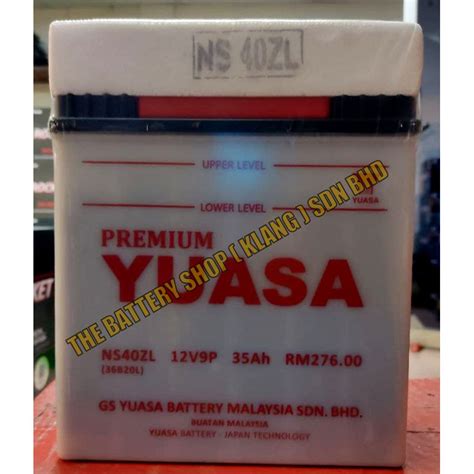 NS 40ZL
UPPER LEVEL
YUASA
LOWER LEVEL
PREMIUM
YUASA
THE BATTERY SHOP ( KLANG ) SDN BHD
NS40ZL 12V9P 35Ah RM276.00
(36B20L)
GS YUASA BATTERY MALAYSIA SDN. BHD.
BUATAN MALAYSIA
YUASA BATTERY - JAPAN TECHNOLOGY